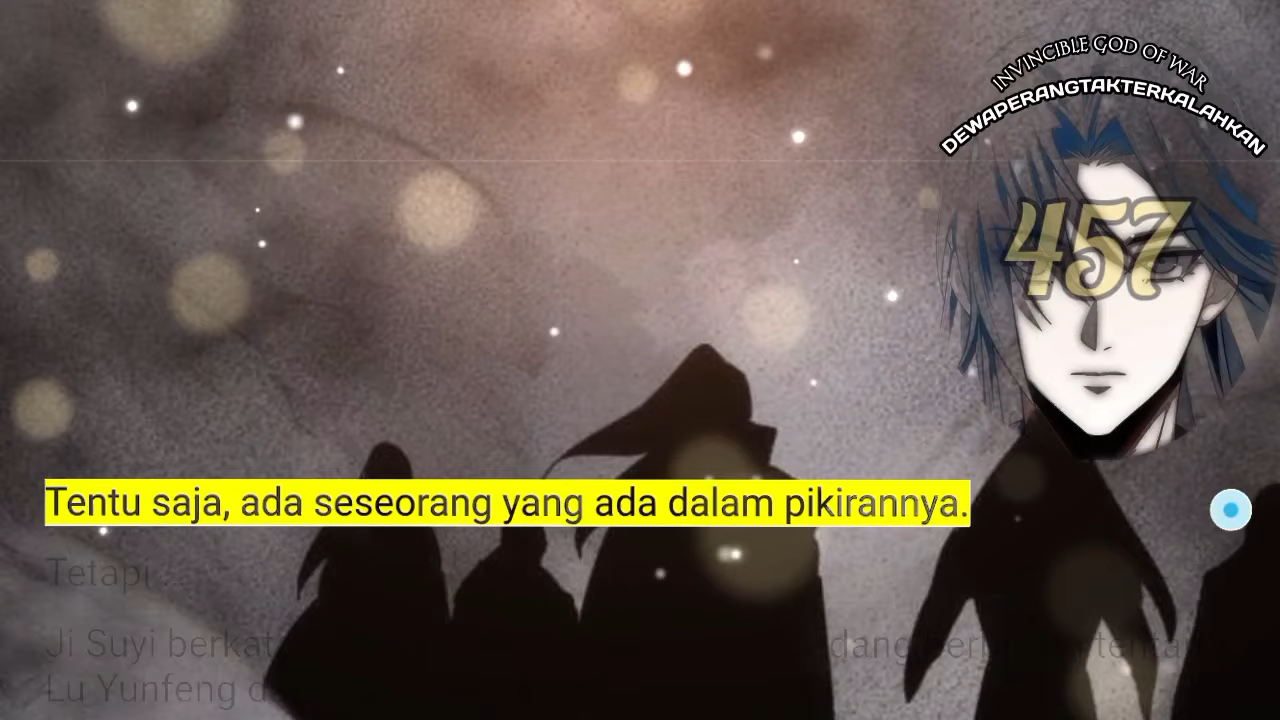 INVINCIBLE GOD OF WAR
DEWAPERANGTAKTERKALAHKAN
457
Tentu saja, ada seseorang yang ada dalam pikirannya.
Tetapi ...
Ji Suyi
Lu Yunfeng